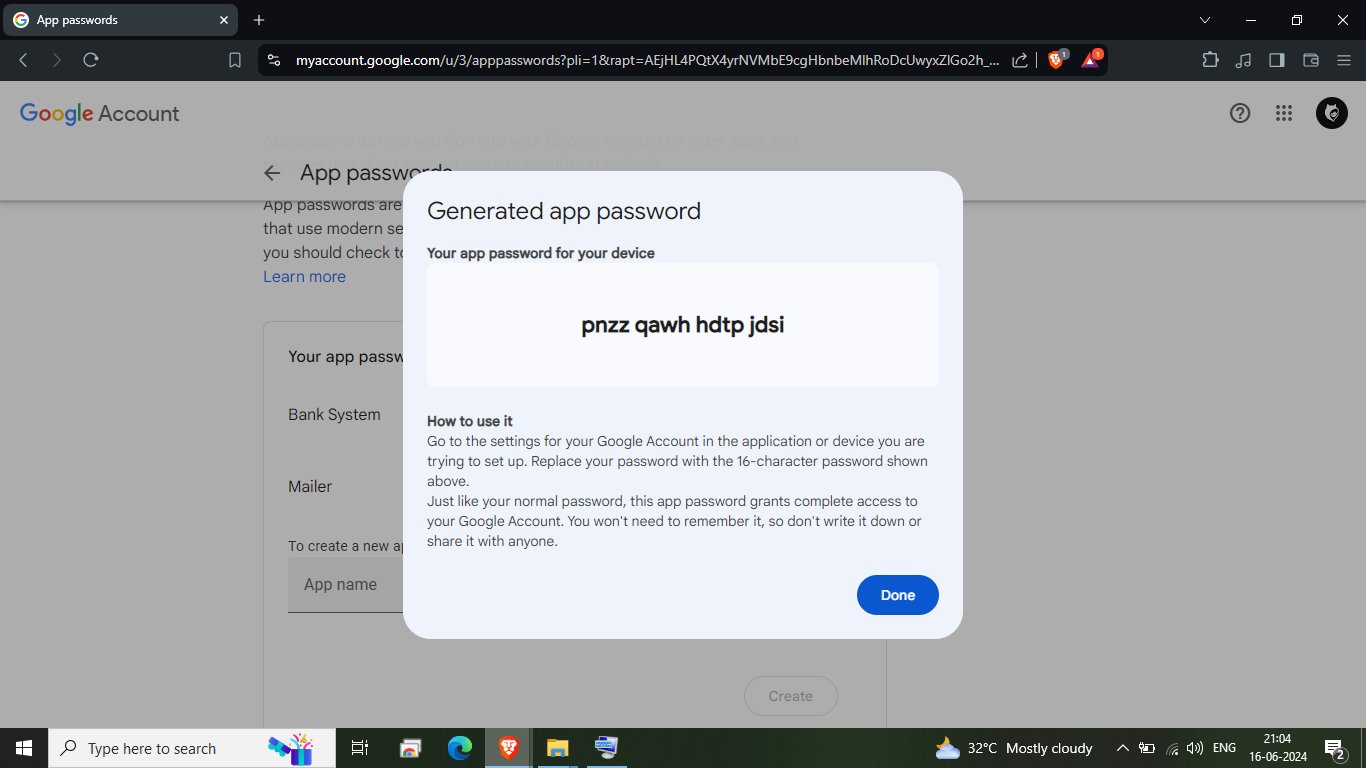 App passwords
myaccount.google.com/u/3/apppasswords?pli=1&rapt=AEjHL4PQtX4yrNVMbE9cgHbnbeMlhRoDcUwyxZlGo2h_...
1
1
Google Account
App passwords help you sign into your Google Account on older apps and
services that don't support modern security standards.
App passwords
App passwords are
that use modern se
you should check to
Learn more
Generated app password
Your app password for your device
pnzz qawh hdtp jdsi
How to use it
Go to the settings for your Google Account in the application or device you are
trying to set up. Replace your password with the 16-character password shown
above.
Just like your normal password, this app password grants complete access to
your Google Account. You won't need to remember it, so don't write it down or
share it with anyone.
Done
Your app passw
Bank System
Mailer
To create a new ap
App name
Create
Type here to search
32°C Mostly cloudy
ENG
21:04
16-06-2024
2